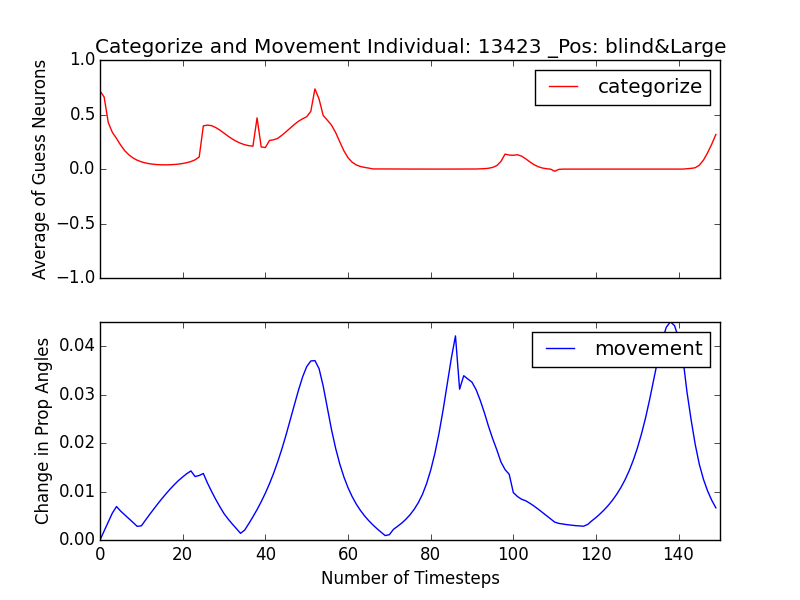 Categorize and Movement Individual: 13423 _Pos: blind&Large
Average of Guess Neurons
1.0
0.5
0.0
−0.5
−1.0
categorize
Change in Prop Angles
0.04
0.03
0.02
0.01
0.00
movement
0 20 40 60 80 100 120 140
Number of Timesteps